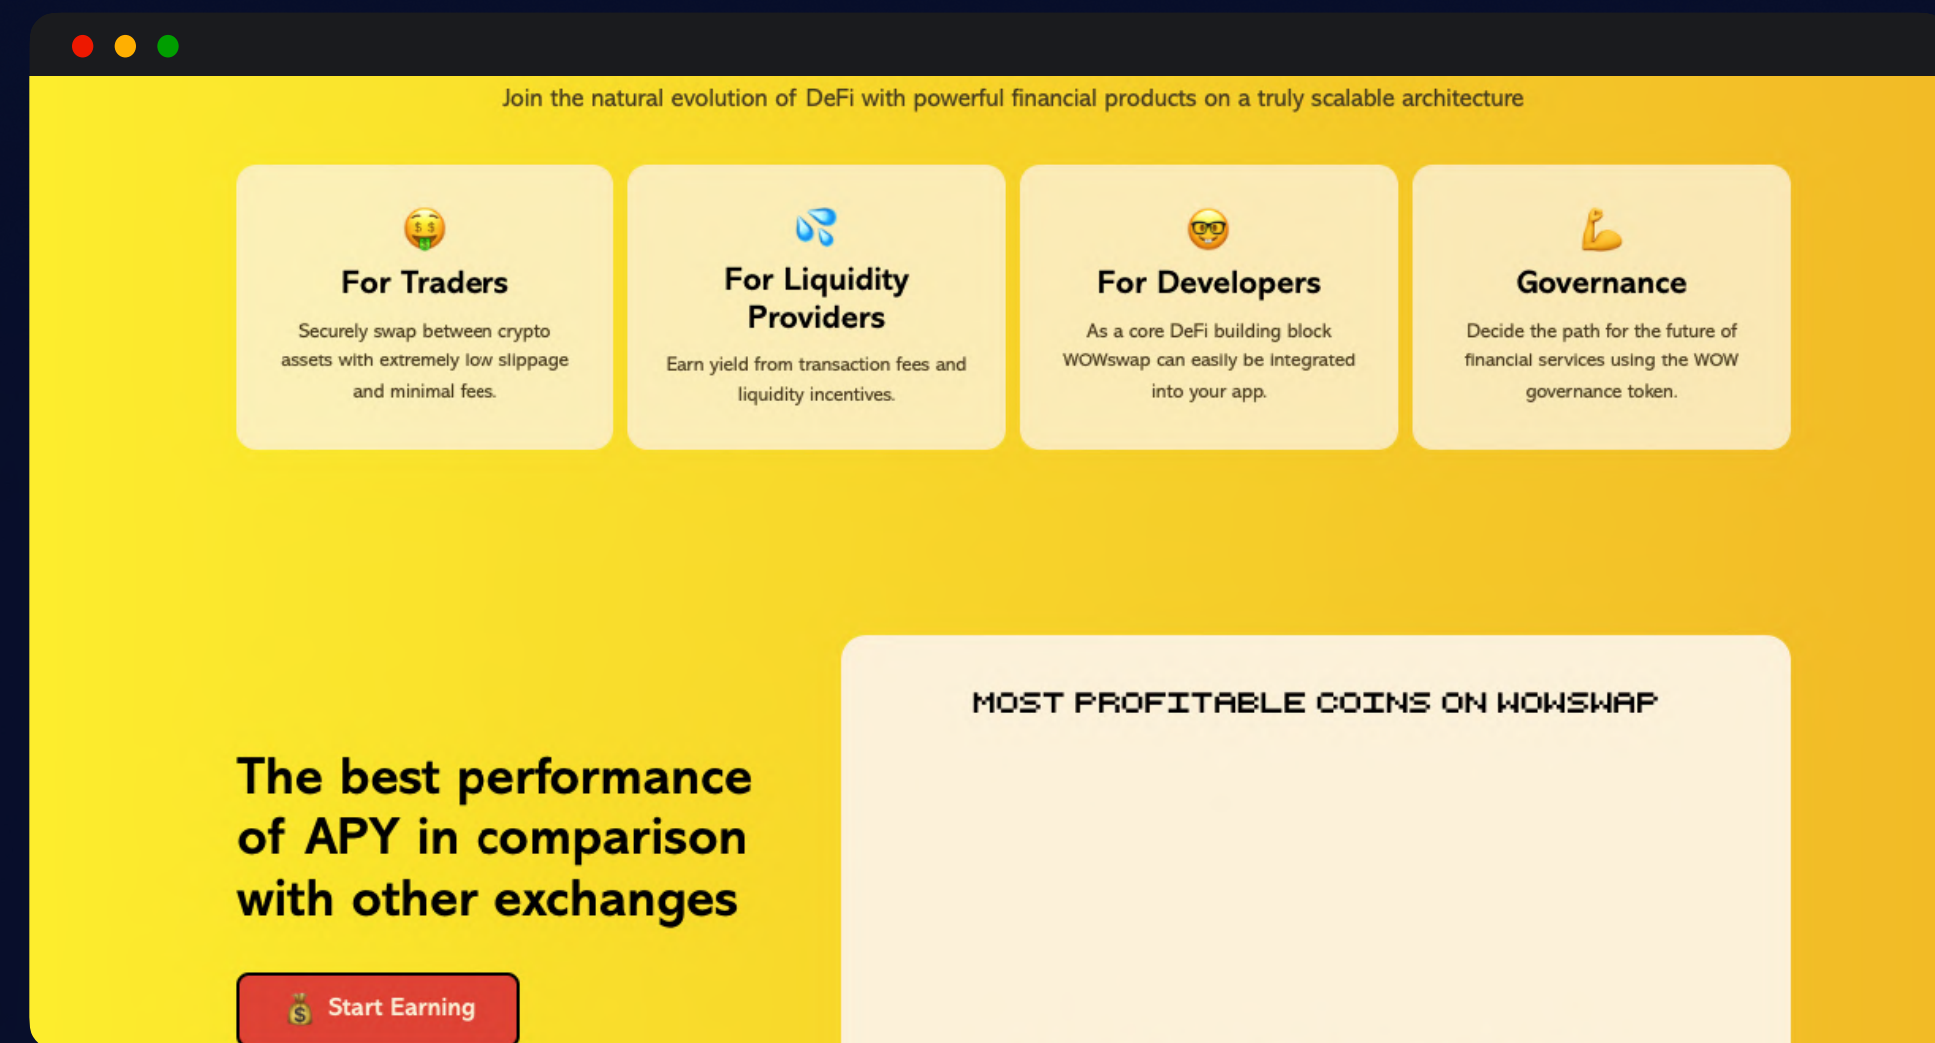 Join the natural evolution of DeFi with powerful financial products on a truly scalable architecture
For Traders
Securely swap between crypto
assets with extremely low slippage
and minimal fees.
For Liquidity
Providers
Earn yield from transaction fees and
liquidity incentives.
For Developers
As a core DeFi building block
WOWswap can easily be integrated
into your app.
Governance
Decide the path for the future of
financial services using the WOW
governance token.
The best performance
of APY in comparison
with other exchanges
Start Earning
MOST PROFITABLE COINS ON WOWSWAP